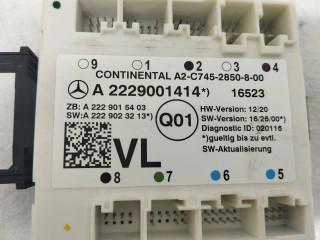 9 1 2 3 4
CONTINENTAL A2-C745-2850-8-00
A 2229001414*) 16523
ZB: A 222 901 54 03
SW:A 222 902 32 13*)
Q01
HW-Version: 12/20
SW-Version: 16/26/00*)
Diagnostic ID: 020116
*)gueltig bis zu evtl.
SW-Aktualisierung
VL
8 7 6 5